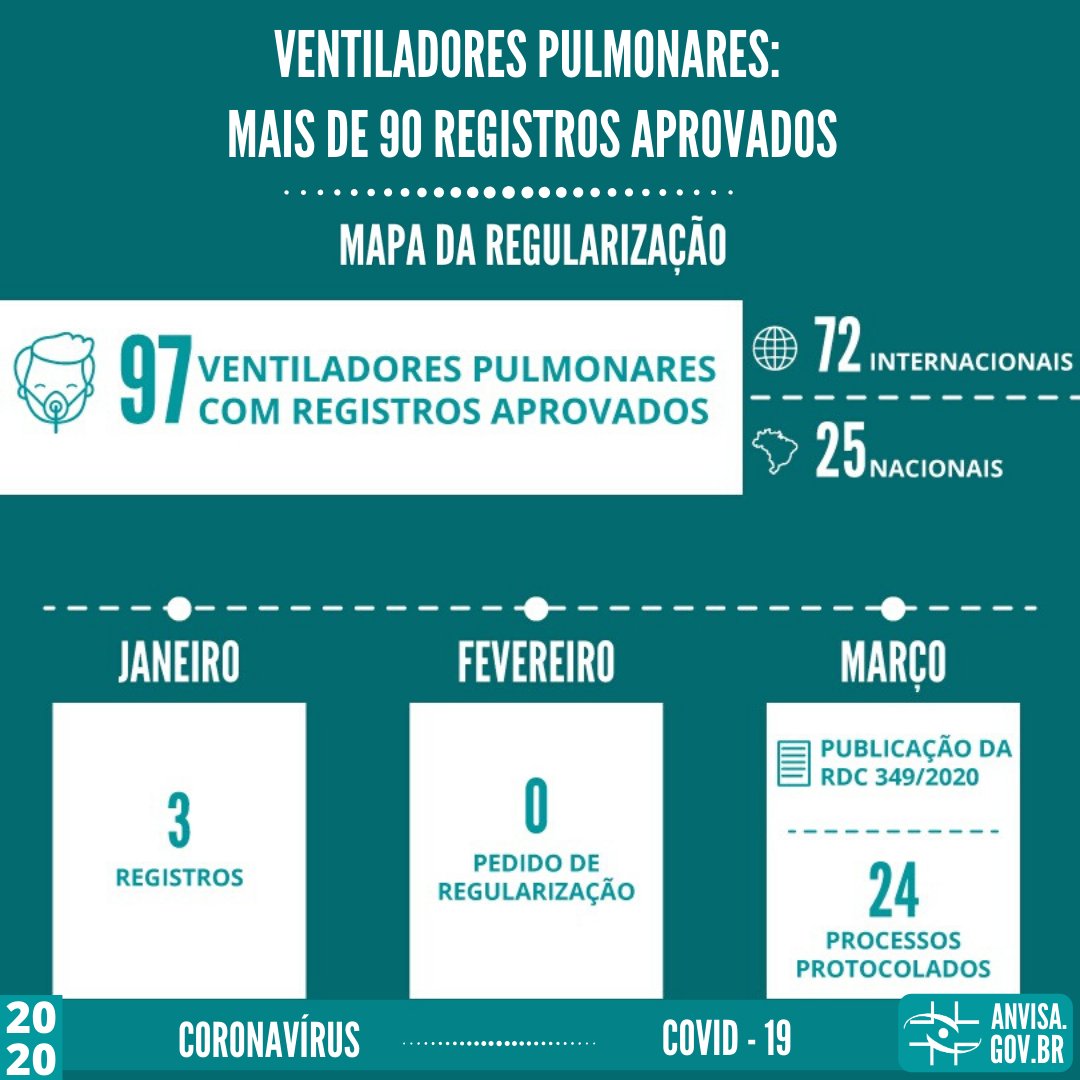 VENTILADORES PULMONARES:
MAIS DE 90 REGISTROS APROVADOS
MAPA DA REGULARIZAÇÃO
97 VENTILADORES PULMONARES
COM REGISTROS APROVADOS
72 INTERNACIONAIS
25 NACIONAIS
JANEIRO
3
REGISTROS
FEVEREIRO
0
PEDIDO DE
REGULARIZAÇÃO
MARÇO
PUBLICAÇÃO DA
RDC 349/2020
24
PROCESSOS
PROTOCOLADOS
20
20
CORONAVÍRUS
COVID - 19
ANVISA.
GOV.BR